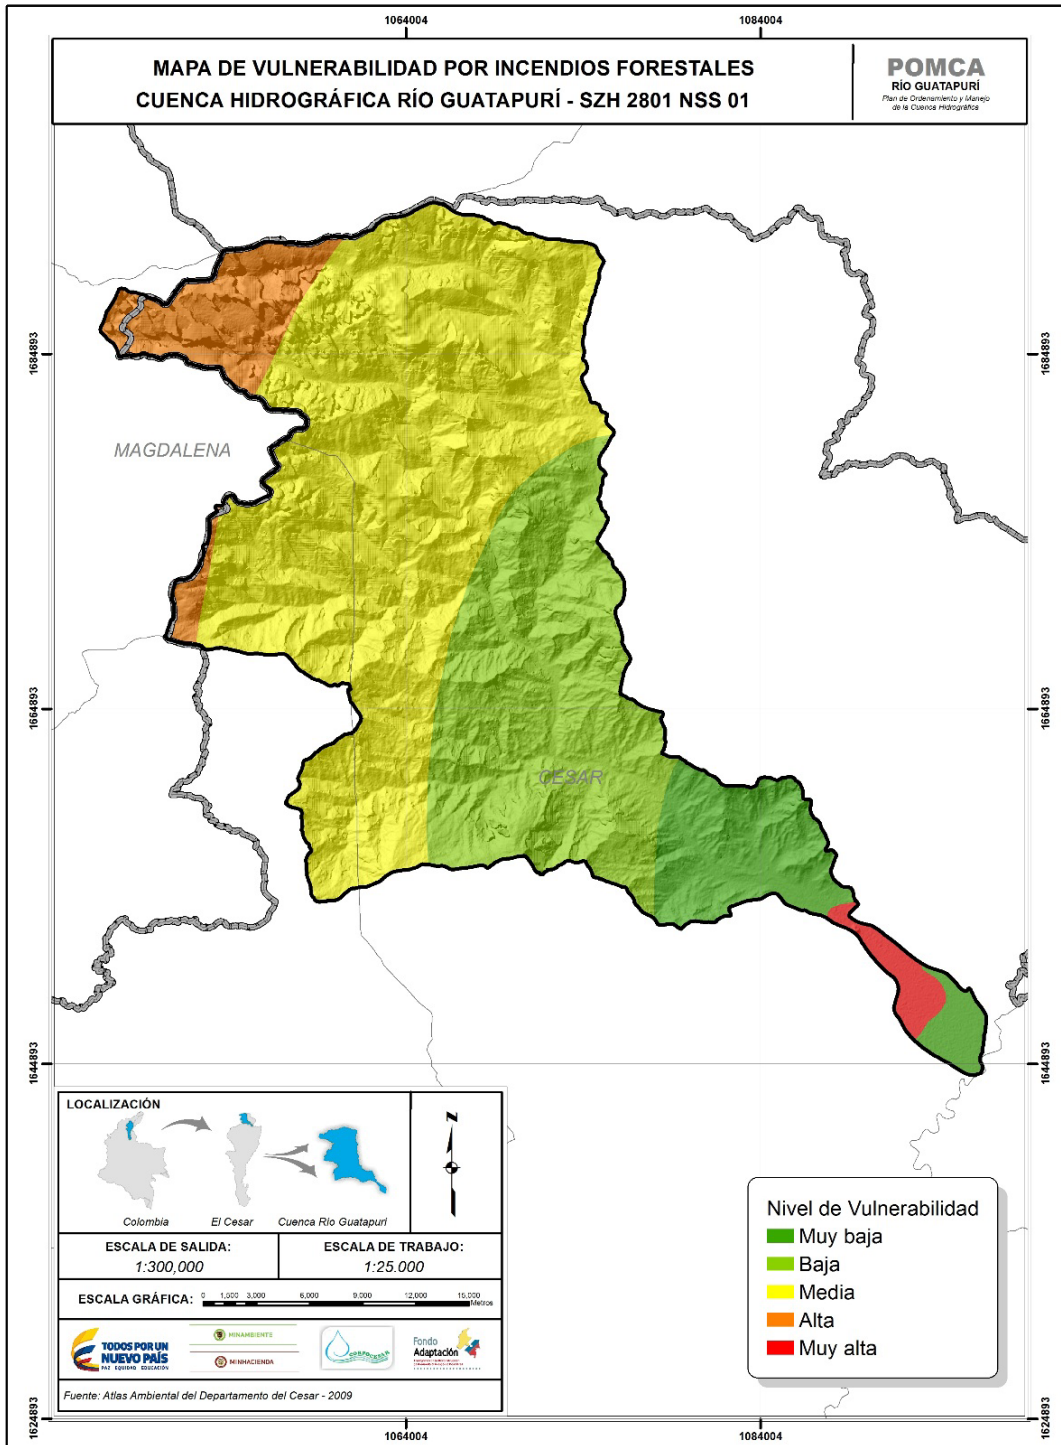 1064004
1084004
MAPA DE VULNERABILIDAD POR INCENDIOS FORESTALES
CUENCA HIDROGRÁFICA RÍO GUATAPURÍ - SZH 2801 NSS 01
POMCA
RÍO GUATAPURÍ
Plan de Ordenamiento y Manejo
de la Cuenca Hidrográfica
1684893
1684893
MAGDALENA
1664893
1664893
CESAR
1644893
1644893
LOCALIZACIÓN
Colombia
El Cesar
Cuenca Río Guatapurí
N
ESCALA DE SALIDA:
1:300,000
ESCALA DE TRABAJO:
1:25.000
ESCALA GRÁFICA:
0 1,500 3,000 6,000 9,000 12,000 15,000
Metros
TODOS POR UN
NUEVO PAÍS
PAZ EQUIDAD EDUCACIÓN
MINAMBIENTE
MINHACIENDA
CORPOCESAR
Fondo
Adaptación
Fuente: Atlas Ambiental del Departamento del Cesar - 2009
Nivel de Vulnerabilidad
Muy baja
Baja
Media
Alta
Muy alta
1624893
1624893
1064004
1084004